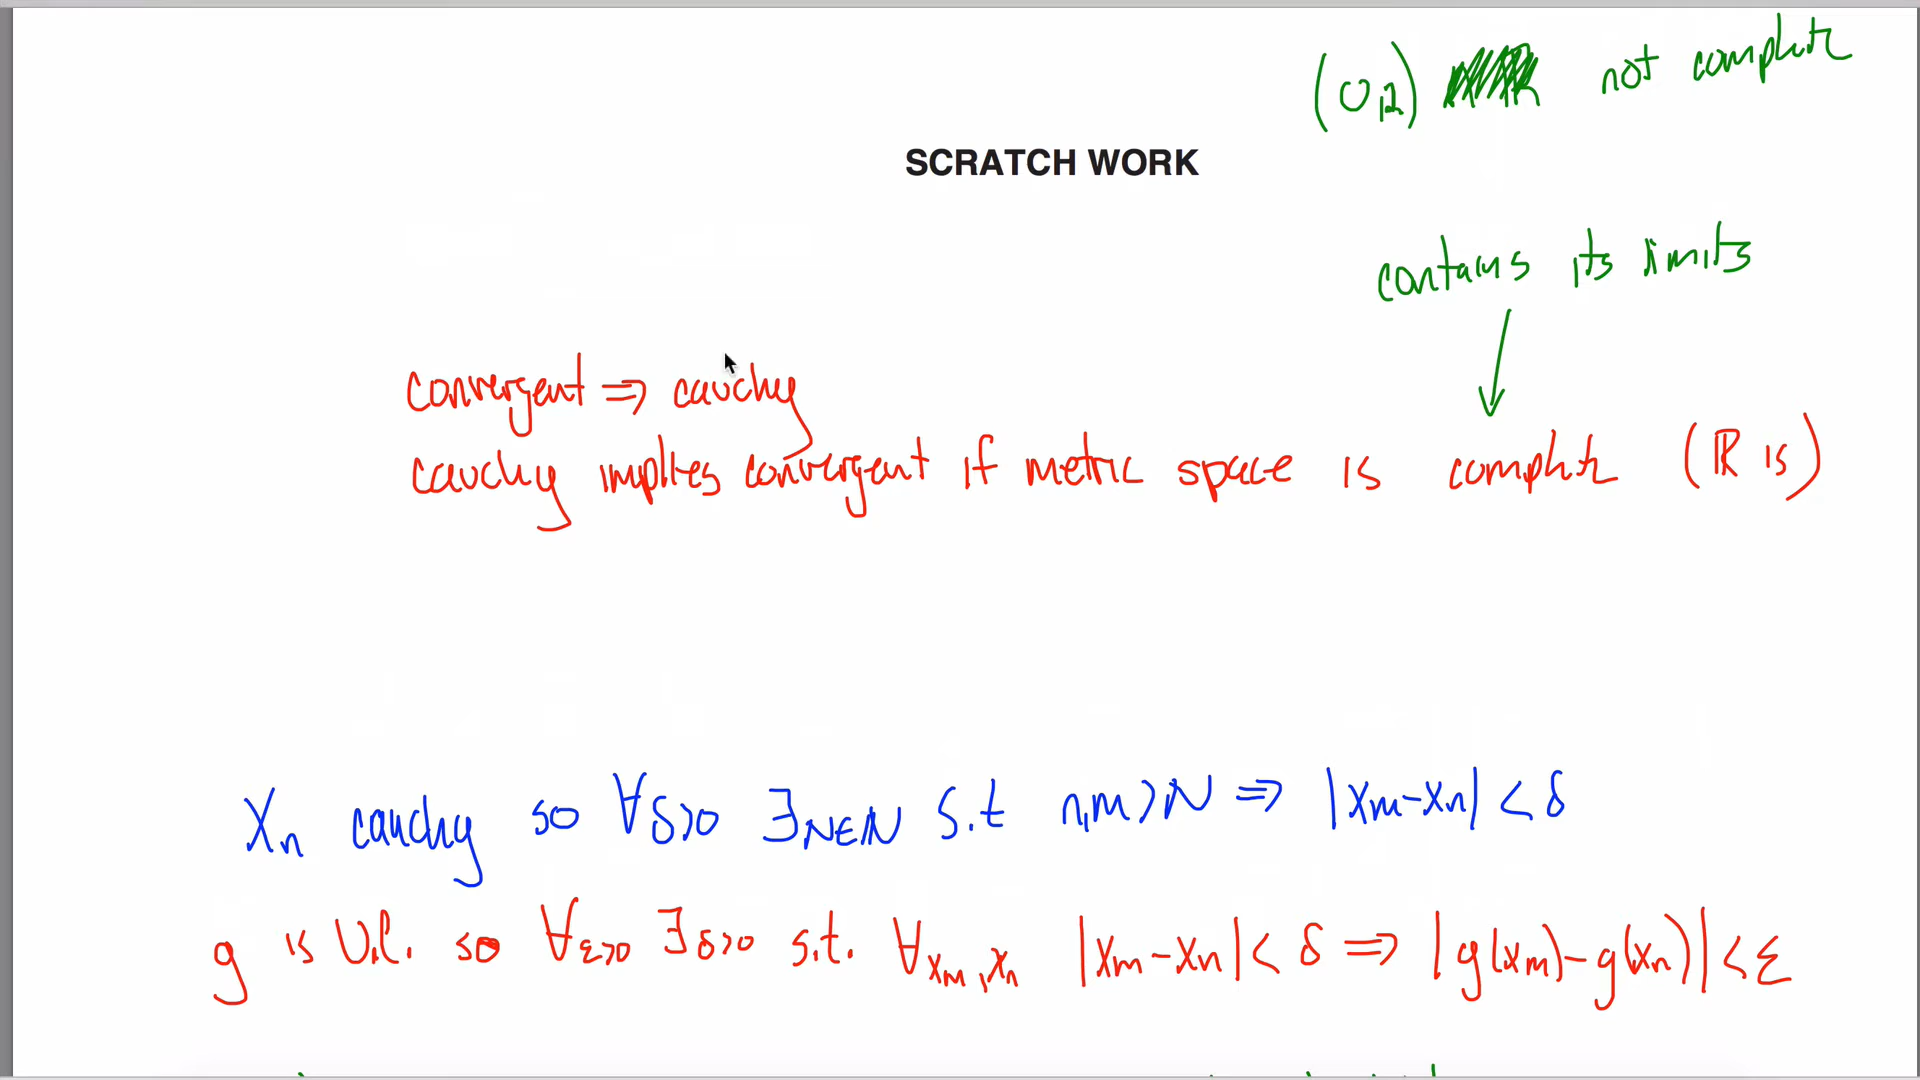 (0,2) not complete
SCRATCH WORK
contains its limits
convergent ⇒ cauchy
cauchy implies convergent if metric space is complete (ℝ is)
Xn cauchy so ∀δ>0 ∃N∈ℕ s.t n,m>N ⇒ |xm-xn|<δ
g is U.C. so ∀ε>0 ∃δ>0 s.t. ∀xm,xn |xm-xn|<δ ⇒ |g(xm)-g(xn)|<ε